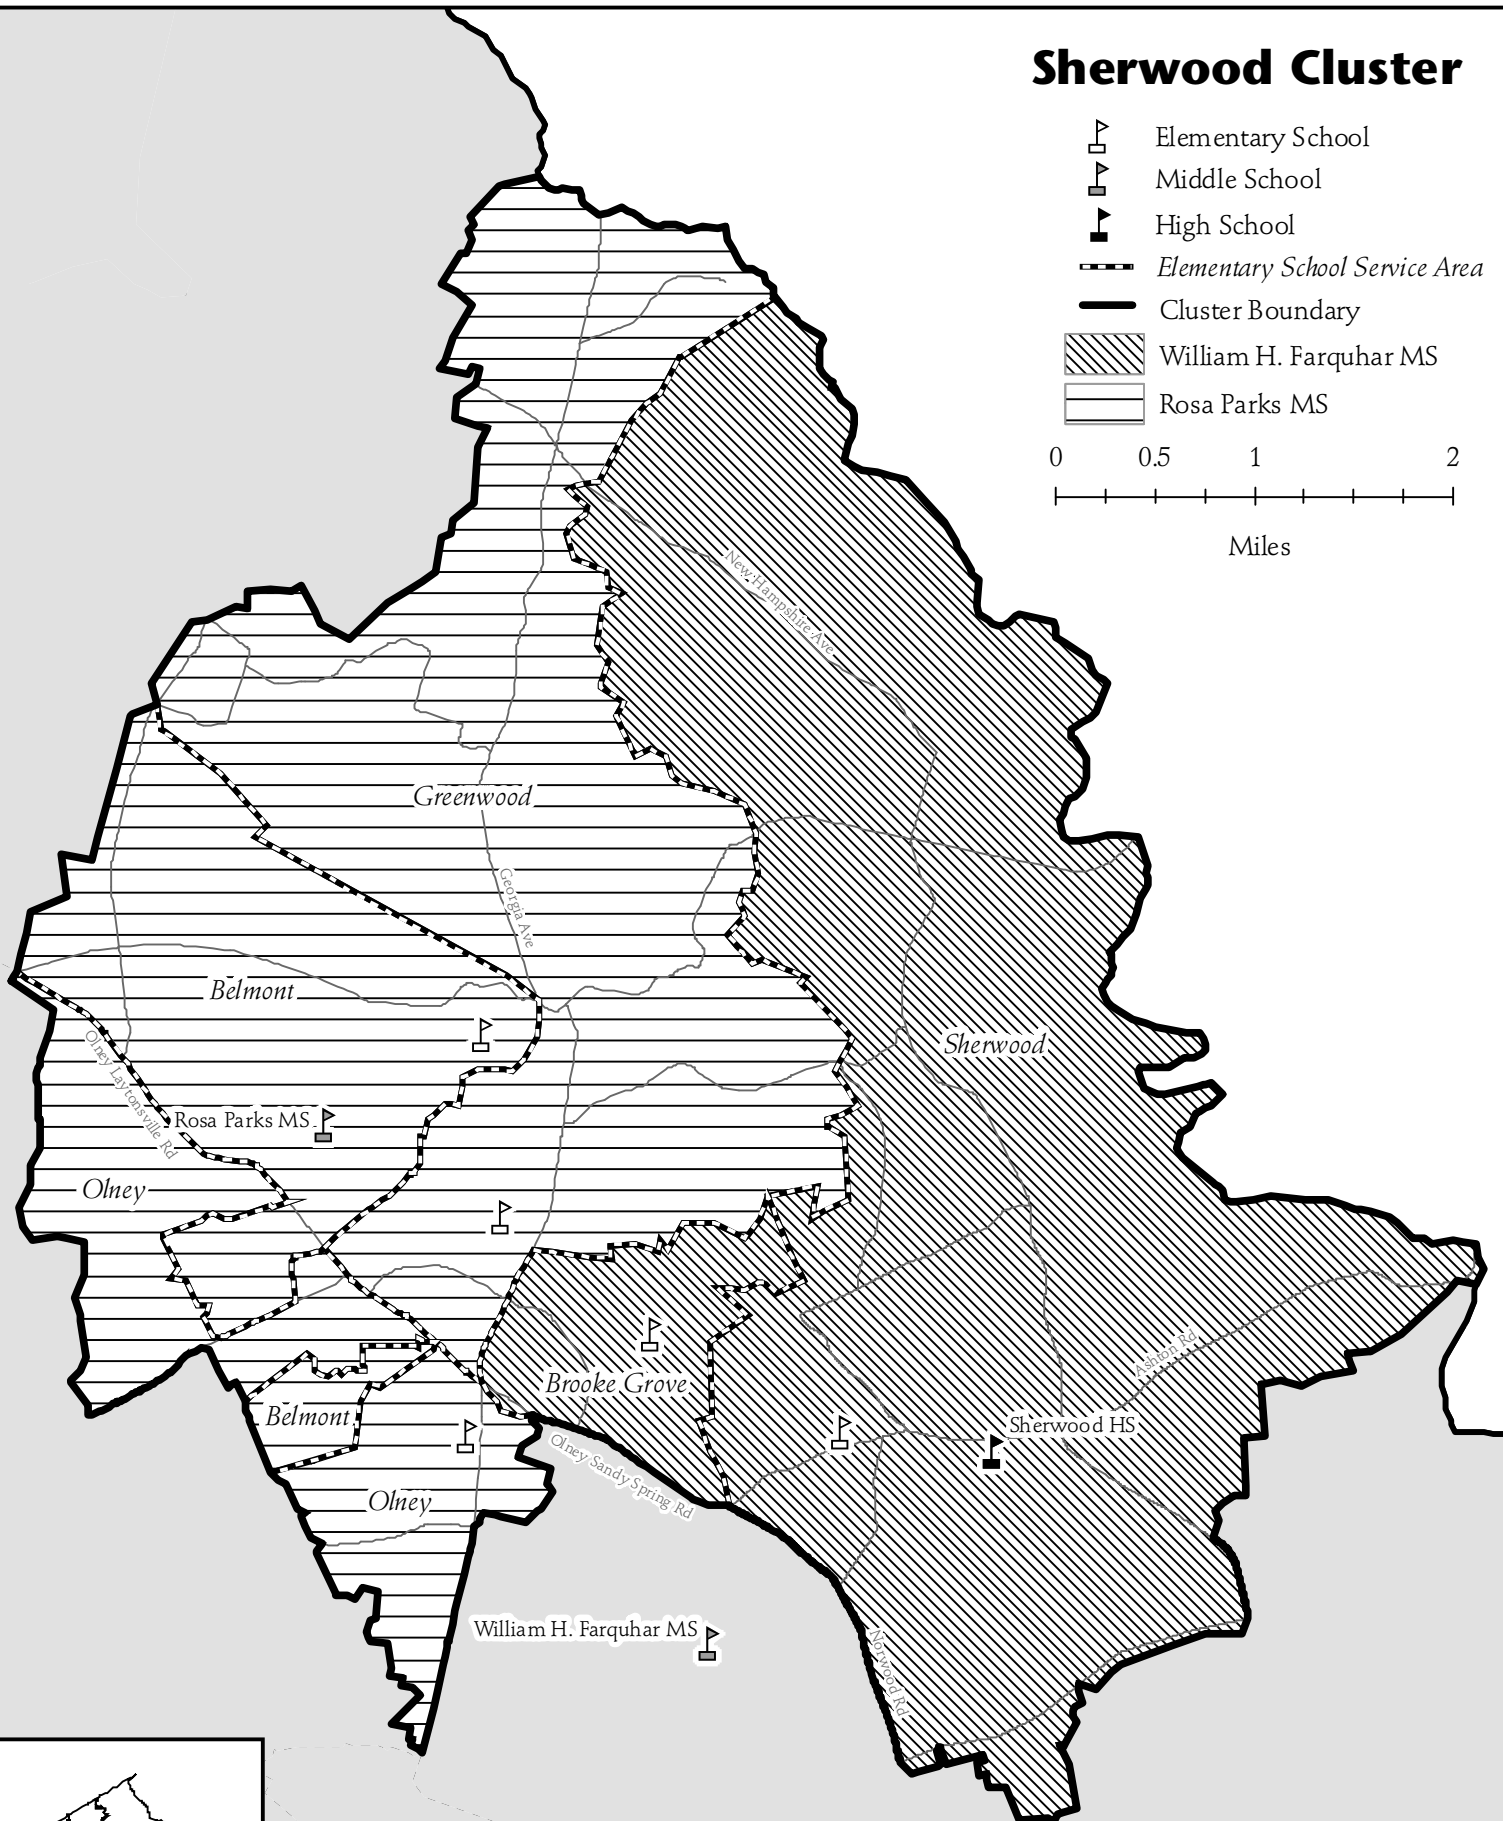 Sherwood Cluster
Elementary School
Middle School
High School
Elementary School Service Area
Cluster Boundary
William H. Farquhar MS
Rosa Parks MS
0 0.5 1 2
Miles
New Hampshire Ave
Greenwood
Georgia Ave
Belmont
Sherwood
Olney Laytonsville Rd
Rosa Parks MS
Olney
Ashton Rd
Brooke Grove
Belmont
Sherwood HS
Olney Sandy Spring Rd
Olney
William H. Farquhar MS
Norwood Rd